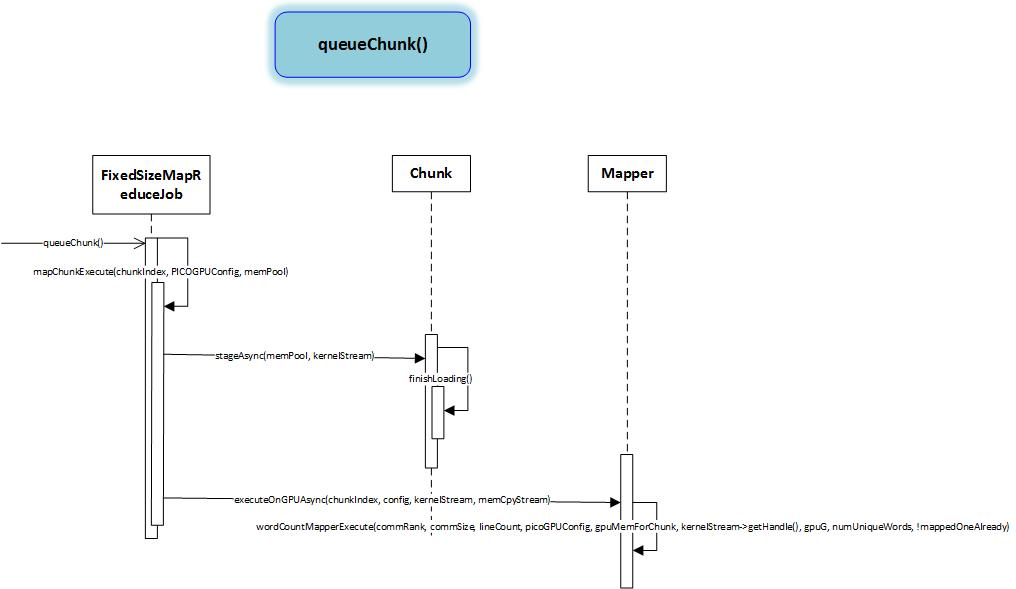 queueChunk()
FixedSizeMapR
educeJob
Chunk
Mapper
queueChunk()
mapChunkExecute(chunkIndex, PICOGPUConfig, memPool)
stageAsync(memPool, kernelStream)
finishLoading()
executeOnGPUAsync(chunkIndex, config, kernelStream, memCpyStream)
wordCountMapperExecute(commRank, commSize, lineCount, picoGPUConfig, gpuMemForChunk, kernelStream->getHandle(), gpuG, numUniqueWords, !mappedOneAlready)